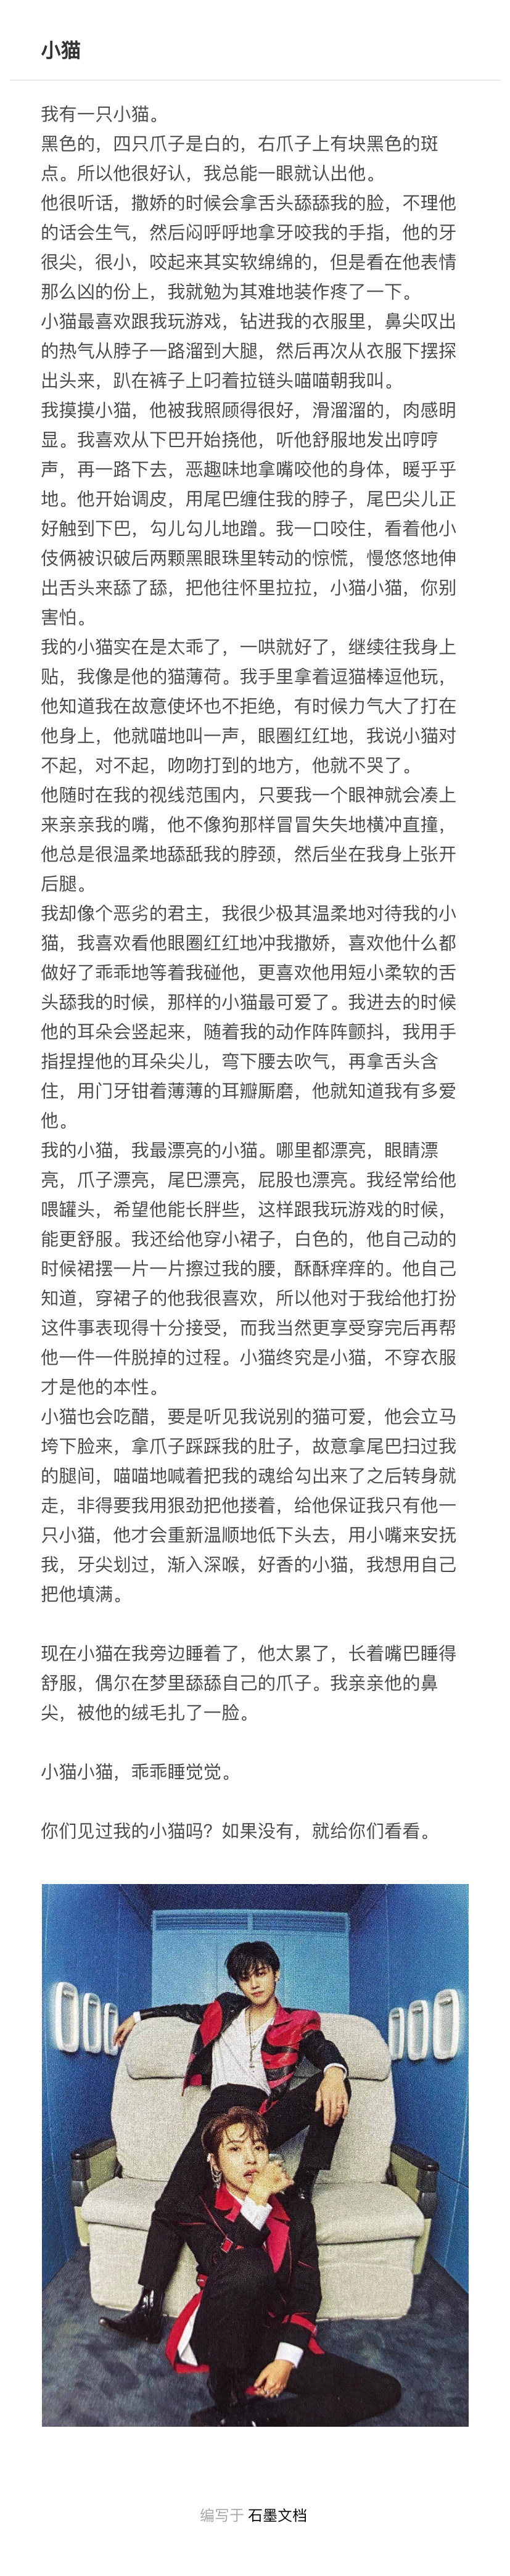 小猫
我有一只小猫。
黑色的，四只爪子是白的，右爪子上有块黑色的斑
点。所以他很好认，我总能一眼就认出他。
他很听话，撒娇的时候会拿舌头舔舔我的脸，不理他
的话会生气，然后闷呼呼地拿牙咬我的手指，他的牙
很尖，很小，咬起来其实软绵绵的，但是看在他表情
那么凶的份上，我就勉为其难地装作疼了一下。
小猫最喜欢跟我玩游戏，钻进我的衣服里，鼻尖叹出
的热气从脖子一路溜到大腿，然后再次从衣服下摆探
出头来，趴在裤子上叼着拉链头喵喵朝我叫。
我摸摸小猫，他被我照顾得很好，滑溜溜的，肉感明
显。我喜欢从下巴开始挠他，听他舒服地发出哼哼
声，再一路下去，恶趣味地拿嘴咬他的身体，暖乎乎
地。他开始调皮，用尾巴缠住我的脖子，尾巴尖儿正
好触到下巴，勾儿勾儿地蹭。我一口咬住，看着他小
伎俩被识破后两颗黑眼珠里转动的惊慌，慢悠悠地伸
出舌头来舔了舔，把他往怀里拉拉，小猫小猫，你别
害怕。
我的小猫实在是太乖了，一哄就好了，继续往我身上
贴，我像是他的猫薄荷。我手里拿着逗猫棒逗他玩，
他知道我在故意使坏也不拒绝，有时候力气大了打在
他身上，他就喵地叫一声，眼圈红红地，我说小猫对
不起，对不起，吻吻打到的地方，他就不哭了。
他随时在我的视线范围内，只要我一个眼神就会凑上
来亲亲我的嘴，他不像狗那样冒冒失失地横冲直撞，
他总是很温柔地舔舐我的脖颈，然后坐在我身上张开
后腿。
我却像个恶劣的君主，我很少极其温柔地对待我的小
猫，我喜欢看他眼圈红红地冲我撒娇，喜欢他什么都
做好了乖乖地等着我碰他，更喜欢他用短小柔软的舌
头舔我的时候，那样的小猫最可爱了。我进去的时候
他的耳朵会竖起来，随着我的动作阵阵颤抖，我用手
指捏捏他的耳朵尖儿，弯下腰去吹气，再拿舌头含
住，用门牙钳着薄薄的耳瓣厮磨，他就知道我有多爱
他。
我的小猫，我最漂亮的小猫。哪里都漂亮，眼睛漂
亮，爪子漂亮，尾巴漂亮，屁股也漂亮。我经常给他
喂罐头，希望他能长胖些，这样跟我玩游戏的时候，
能更舒服。我还给他穿小裙子，白色的，他自己动的
时候裙摆一片一片擦过我的腰，酥酥痒痒的。他自己
知道，穿裙子的他我很喜欢，所以他对于我给他打扮
这件事表现得十分接受，而我当然更享受穿完后再帮
他一件一件脱掉的过程。小猫终究是小猫，不穿衣服
才是他的本性。
小猫也会吃醋，要是听见我说别的猫可爱，他会立马
垮下脸来，拿爪子踩踩我的肚子，故意拿尾巴扫过我
的腿间，喵喵地喊着把我的魂给勾出来了之后转身就
走，非得要我用狠劲把他搂着，给他保证我只有他一
只小猫，他才会重新温顺地低下头去，用小嘴来安抚
我，牙尖划过，渐入深喉，好香的小猫，我想用自己
把他填满。
现在小猫在我旁边睡着了，他太累了，长着嘴巴睡得
舒服，偶尔在梦里舔舔自己的爪子。我亲亲他的鼻
尖，被他的绒毛扎了一脸。
小猫小猫，乖乖睡觉觉。
你们见过我的小猫吗？如果没有，就给你们看看。
编写于 石墨文档